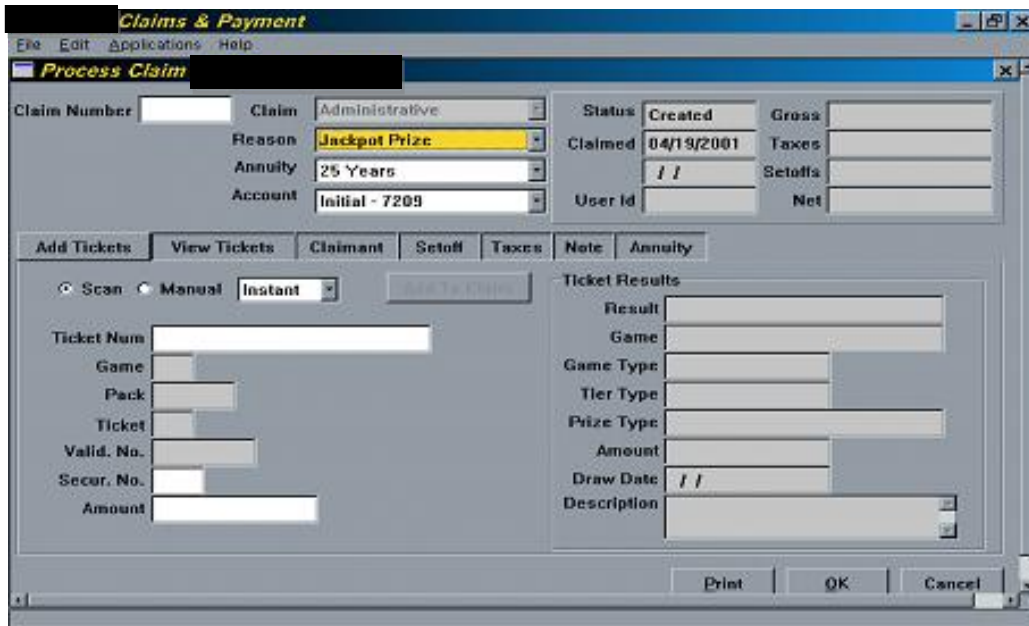 Claims & Payment
File Edit Applications Help
Process Claim
Claim Number Claim Administrative Status Created Gross
Reason Jackpot Prize Claimed 04/19/2001 Taxes
Annuity 25 Years / / Setoffs
Account Initial - 7209 User Id Net
Add Tickets View Tickets Claimant Setoff Taxes Note Annuity
Scan Manual Instant Add To Claim Ticket Results
Result
Ticket Num Game
Game Game Type
Pack Tier Type
Ticket Prize Type
Valid. No. Amount
Secur. No. Draw Date / /
Amount Description
Print OK Cancel